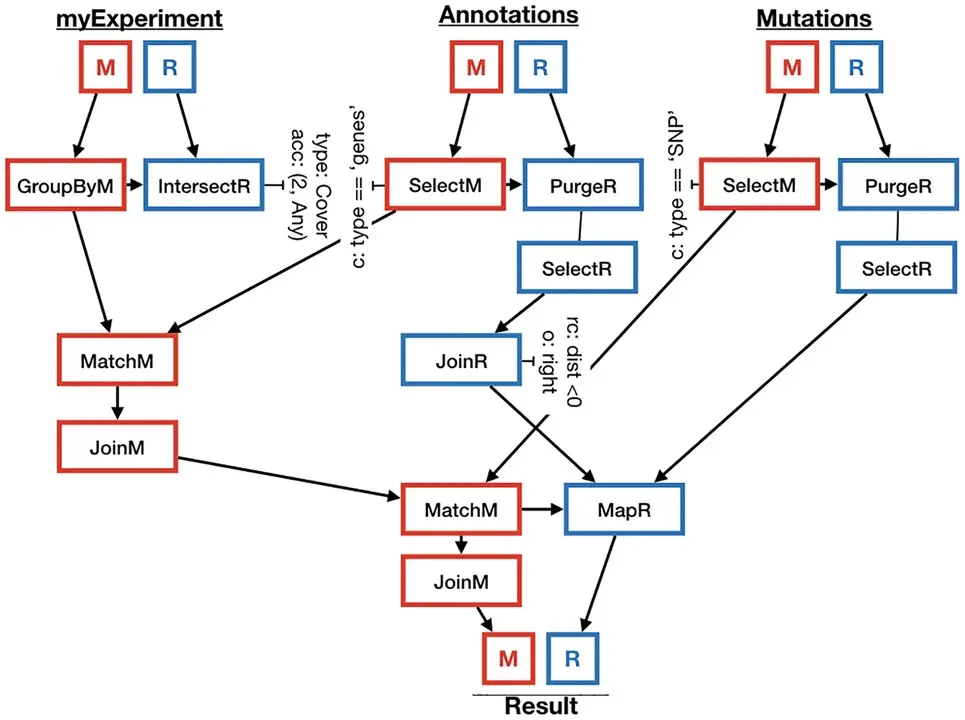 myExperiment
Annotations
Mutations
M
R
M
R
M
R
GroupByM
IntersectR
type: Cover
acc: (2, Any)
c: type == ‘genes’
SelectM
PurgeR
c: type == ‘SNP’
SelectM
PurgeR
SelectR
SelectR
MatchM
JoinR
rc: dist <0
o: right
JoinM
MatchM
MapR
JoinM
M
R
Result